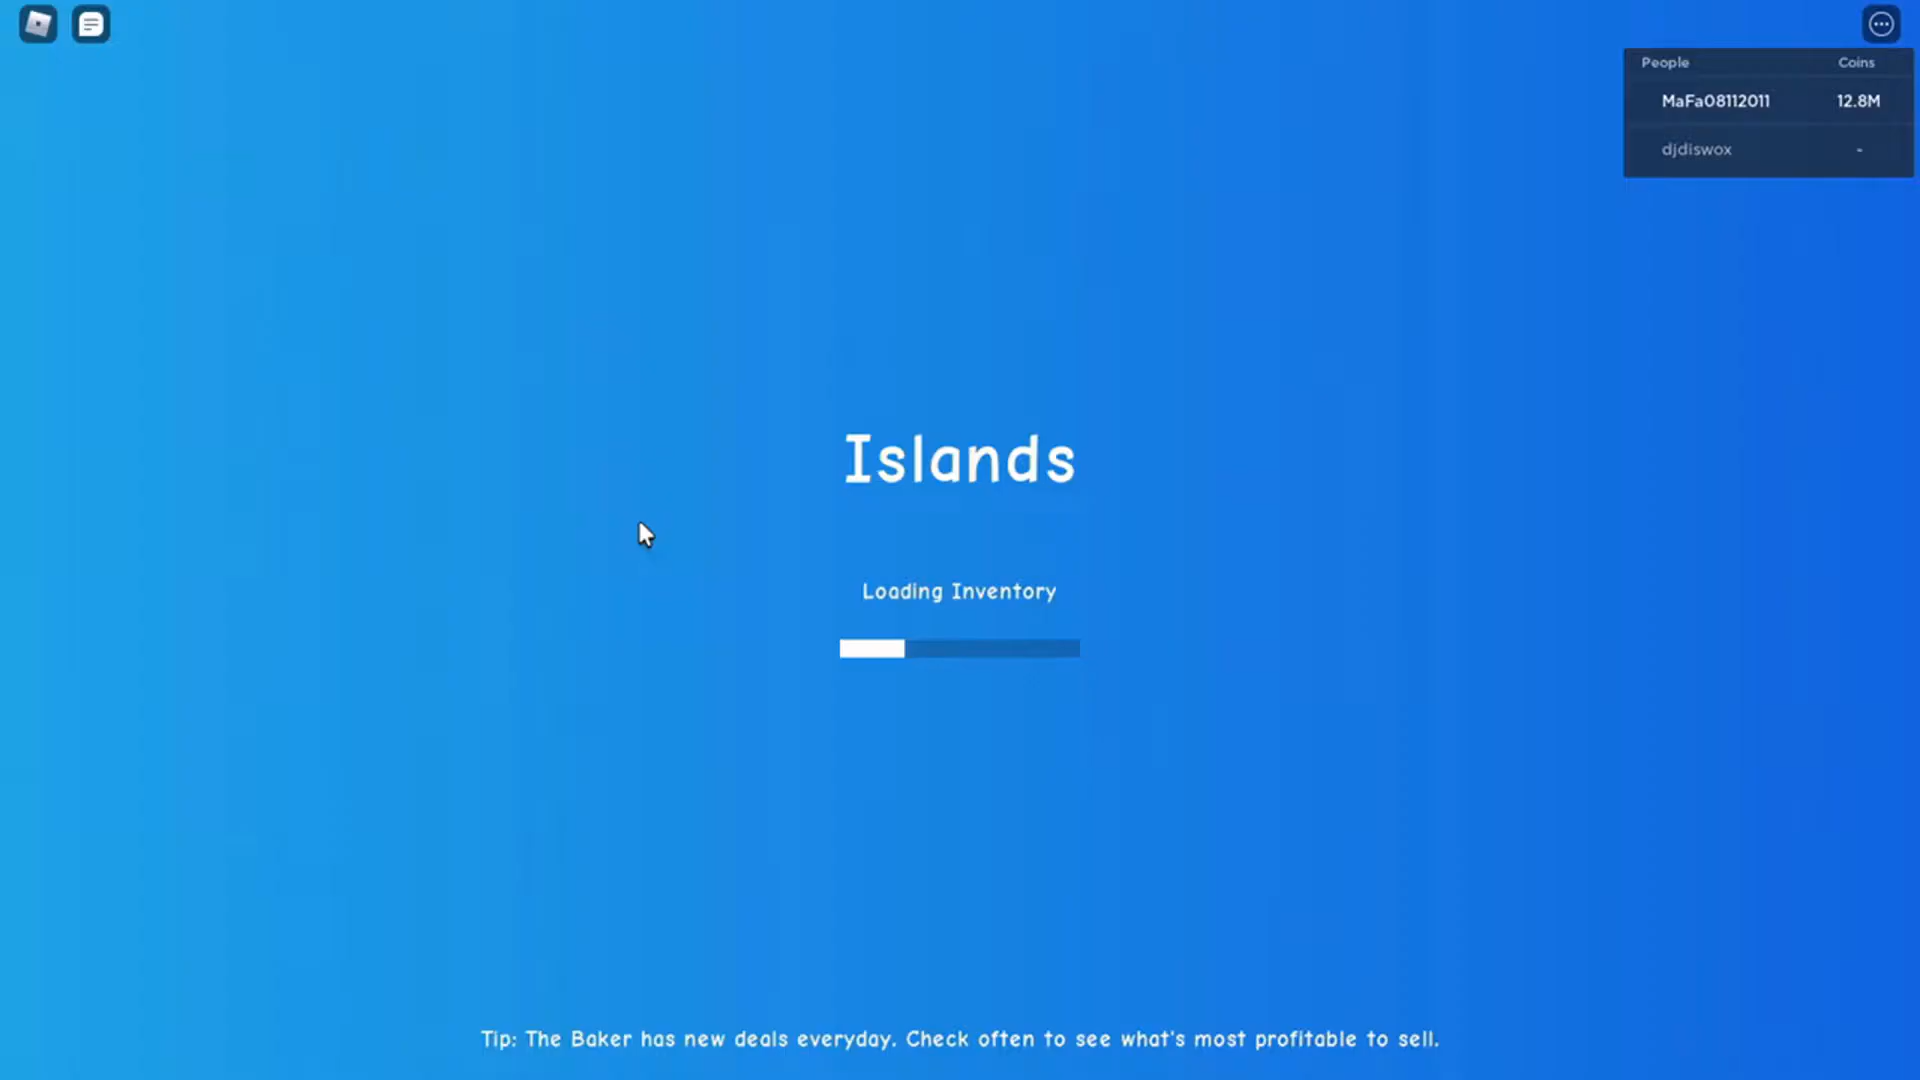 People Coins
MaFa08112011 12.8M
djdiswox -
Islands
Loading Inventory
Tip: The Baker has new deals everyday. Check often to see what's most profitable to sell.